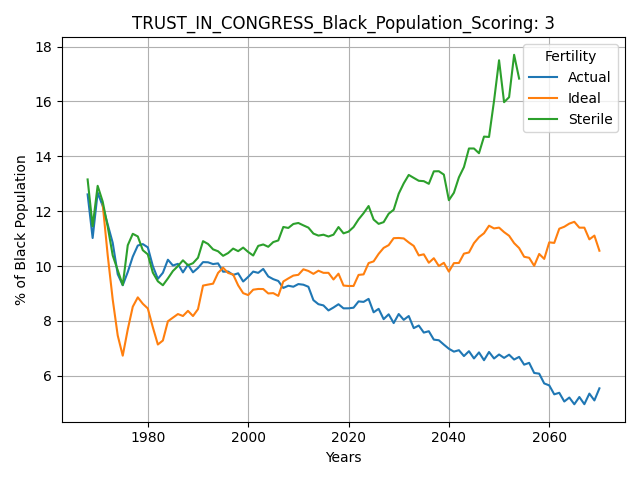 TRUST_IN_CONGRESS_Black_Population_Scoring: 3
% of Black Population
18
16
14
12
10
8
6
Fertility
Actual
Ideal
Sterile
1980
2000
2020
2040
2060
Years